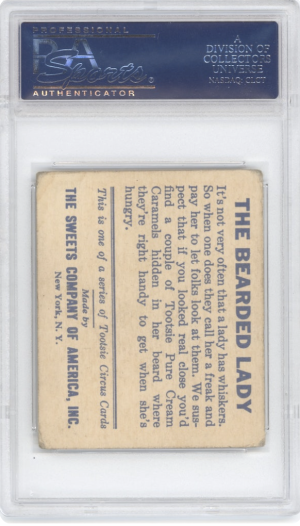 PROFESSIONAL
PSA
Sports
AUTHENTICATOR
A
DIVISION OF
COLLECTORS
UNIVERSE
NASDAQ: CLCT
THE BEARDED LADY
It's not very often that a lady has whiskers.
So when one does they call her a freak and
pay her to let folks look at them. We sus-
pect that if you looked real close you'd
find a couple of Tootsie Pure Cream
Caramels hidden in her beard where
they're right handy to get when she's
hungry.
This is one of a series of Tootsie Circus Cards
Made by
THE SWEETS COMPANY OF AMERICA, INC.
New York, N. Y.